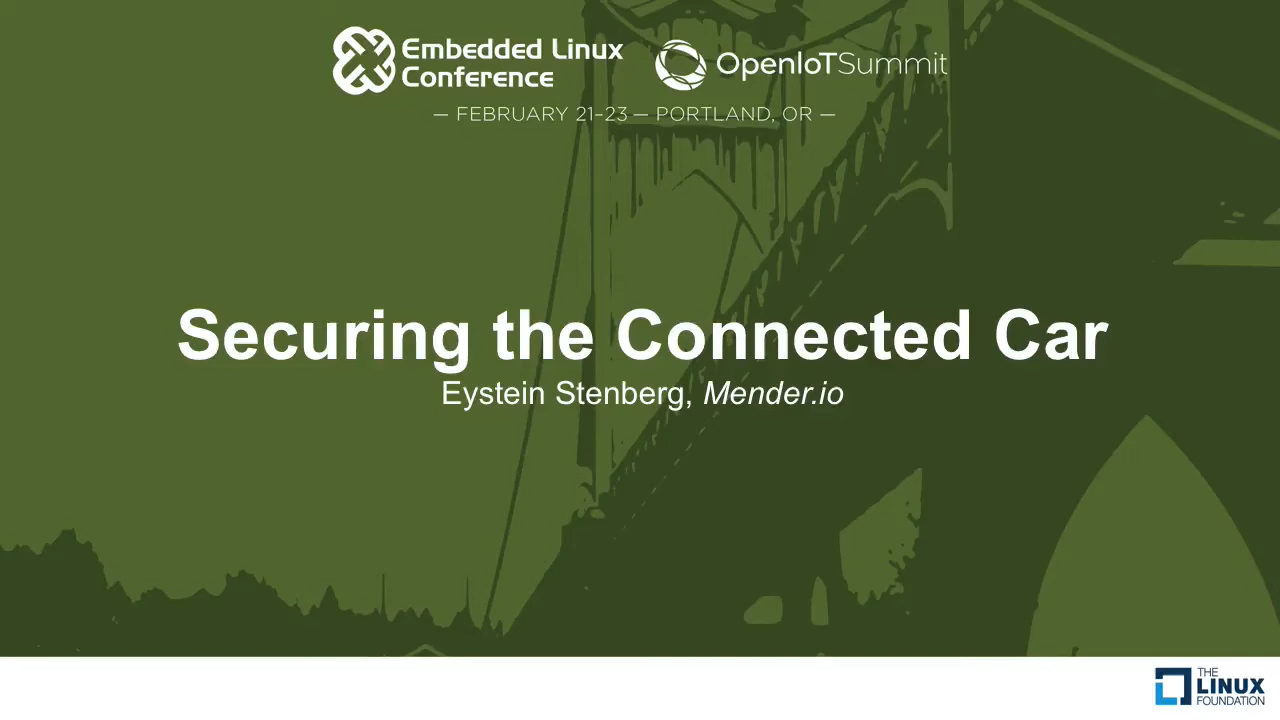 Embedded Linux
Conference
OpenIoTSummit
— FEBRUARY 21–23 — PORTLAND, OR —
Securing the Connected Car
Eystein Stenberg, Mender.io
THE
LINUX
FOUNDATION